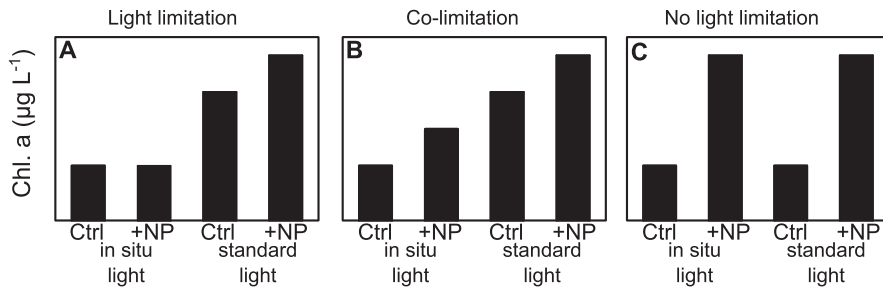 Light limitation
Co-limitation
No light limitation
Chl. a (µg L-1)
A
B
C
Ctrl +NP Ctrl +NP
in situ standard
light light
Ctrl +NP Ctrl +NP
in situ standard
light light
Ctrl +NP Ctrl +NP
in situ standard
light light